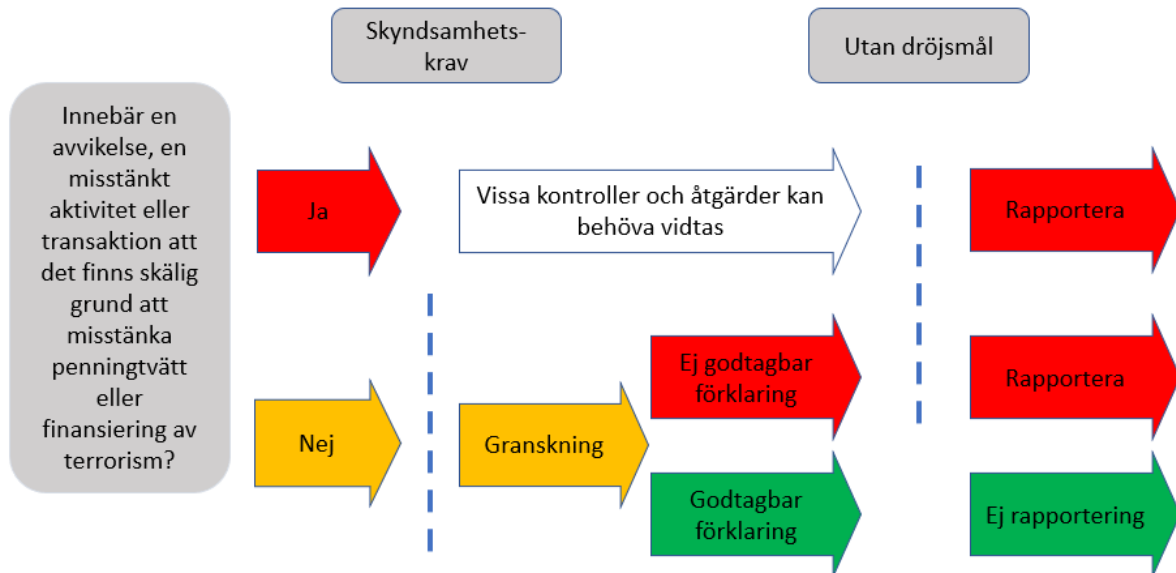 Skyndsamhets-
krav
Utan dröjsmål
Innebär en
avvikelse, en
misstänkt
aktivitet eller
transaktion att
det finns skälig
grund att
misstänka
penningtvätt
eller
finansiering av
terrorism?
Ja
Vissa kontroller och åtgärder kan
behöva vidtas
Rapportera
Nej
Granskning
Ej godtagbar
förklaring
Rapportera
Godtagbar
förklaring
Ej rapportering